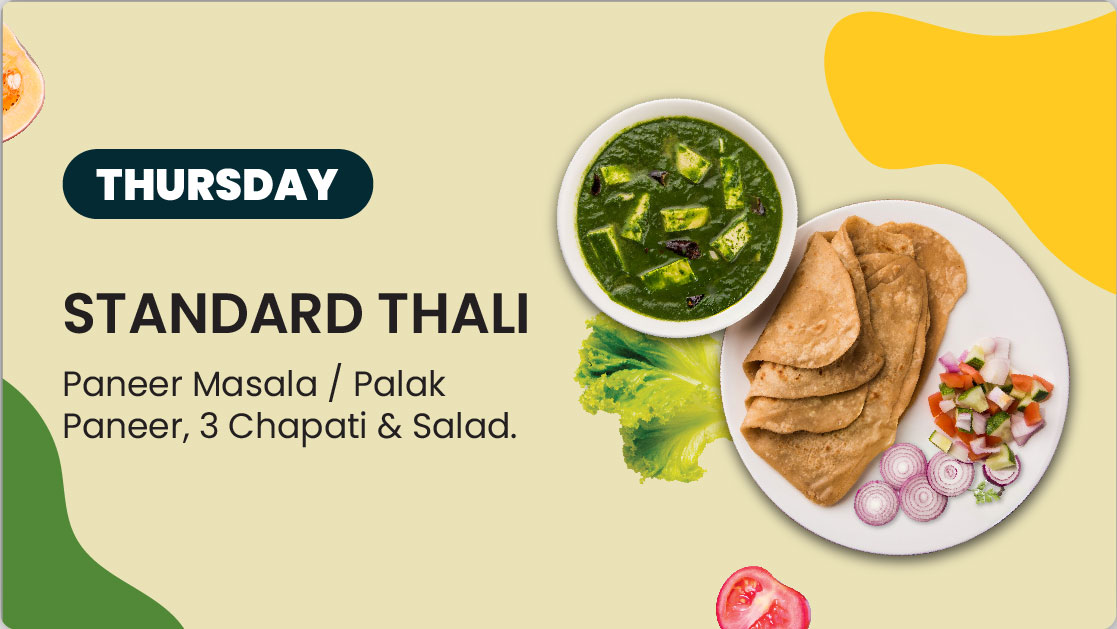 THURSDAY
STANDARD THALI
Paneer Masala / Palak
Paneer, 3 Chapati & Salad.